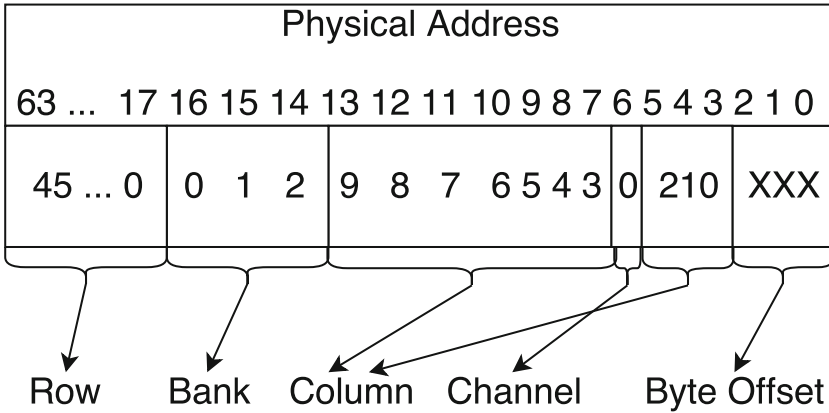 Physical Address
63 ... 17 16 15 14 13 12 11 10 9 8 7 6 5 4 3 2 1 0
45 ... 0 0 1 2 9 8 7 6 5 4 3 0 210 XXX
Row Bank Column Channel Byte Offset